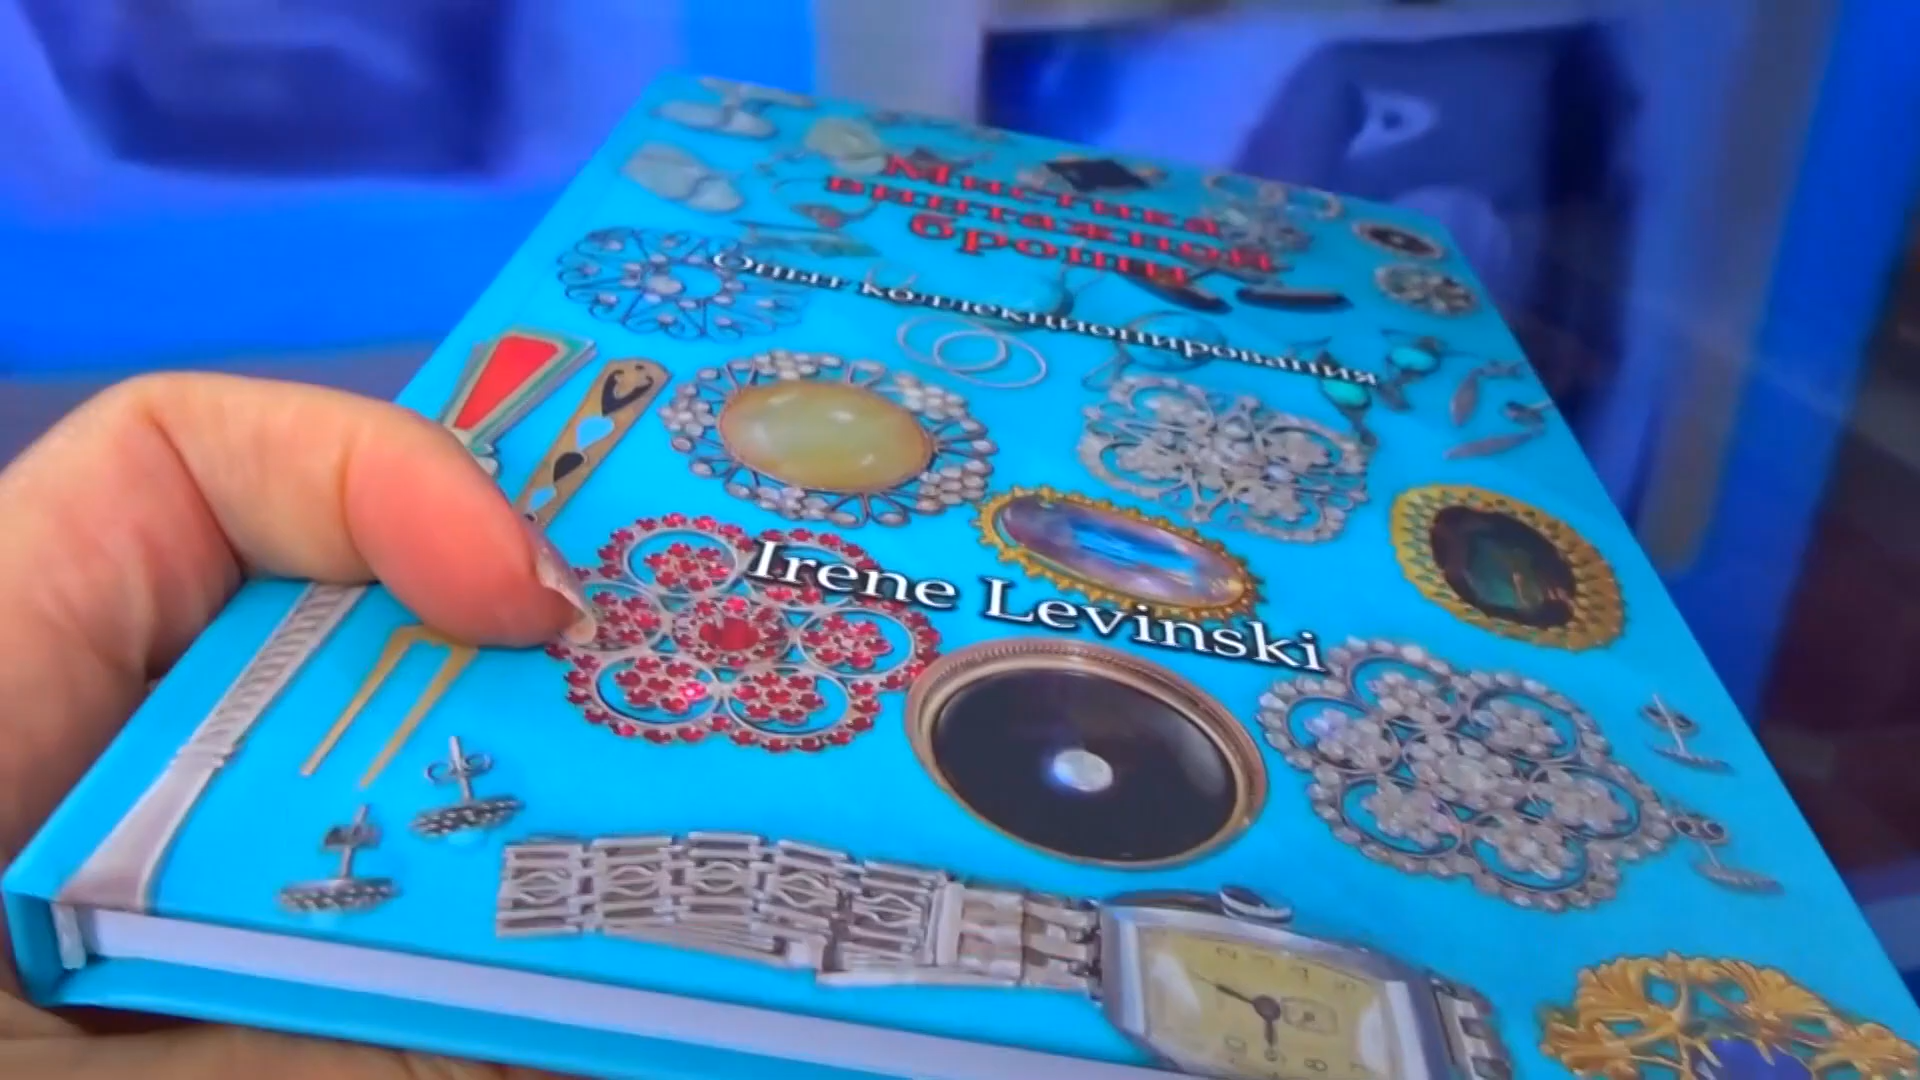 Мистика
винтажной
броши
Опыт коллекционирования
Irene Levinski